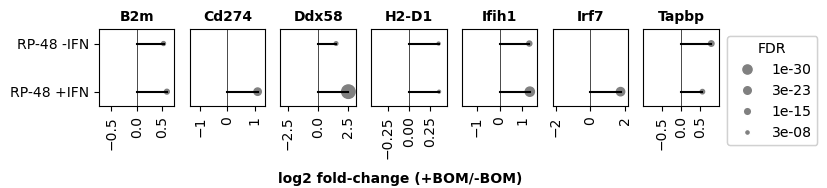 B2m Cd274 Ddx58 H2-D1 Ifih1 Irf7 Tapbp
RP-48 -IFN
RP-48 +IFN
FDR
1e-30
3e-23
1e-15
3e-08
−0.5 0.0 0.5 −1 0 1 −2.5 0.0 2.5 −0.25 0.00 0.25 −1 0 1 −2 0 2 −0.5 0.0 0.5
log2 fold-change (+BOM/-BOM)